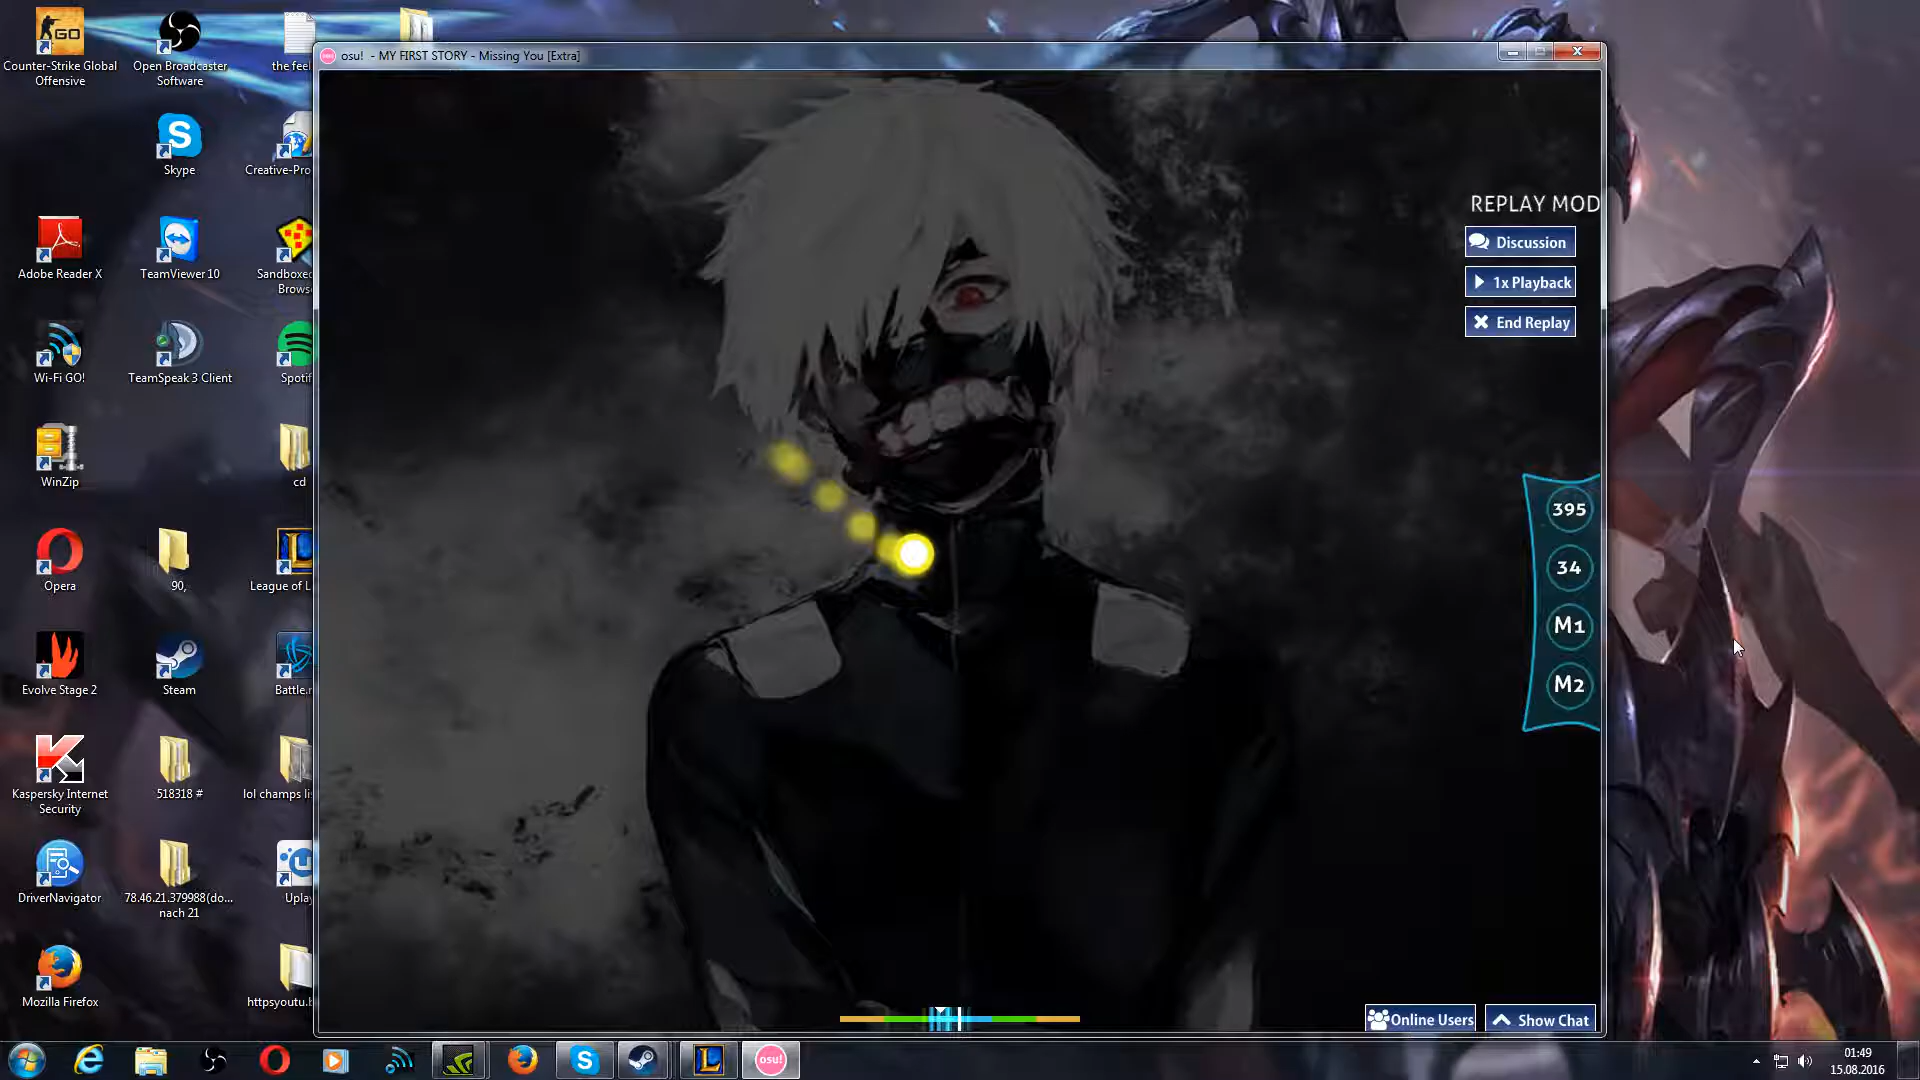 osu! - MY FIRST STORY - Missing You [Extra]
Counter-Strike Global
Offensive
Open Broadcaster
Software
the feel
Skype
Creative-Pro
Adobe Reader X
TeamViewer 10
Sandboxed
Brows
Wi-Fi GO!
TeamSpeak 3 Client
Spotif
WinZip
cd
Opera
90,
League of L
Evolve Stage 2
Steam
Battle.n
Kaspersky Internet
Security
518318 #
lol champs lis
DriverNavigator
78.46.21.379988(do...
nach 21
Uplay
Mozilla Firefox
httpsyoutu.b
REPLAY MOD
Discussion
1x Playback
End Replay
395
34
M1
M2
Online Users
Show Chat
osu!
01:49
15.08.2016